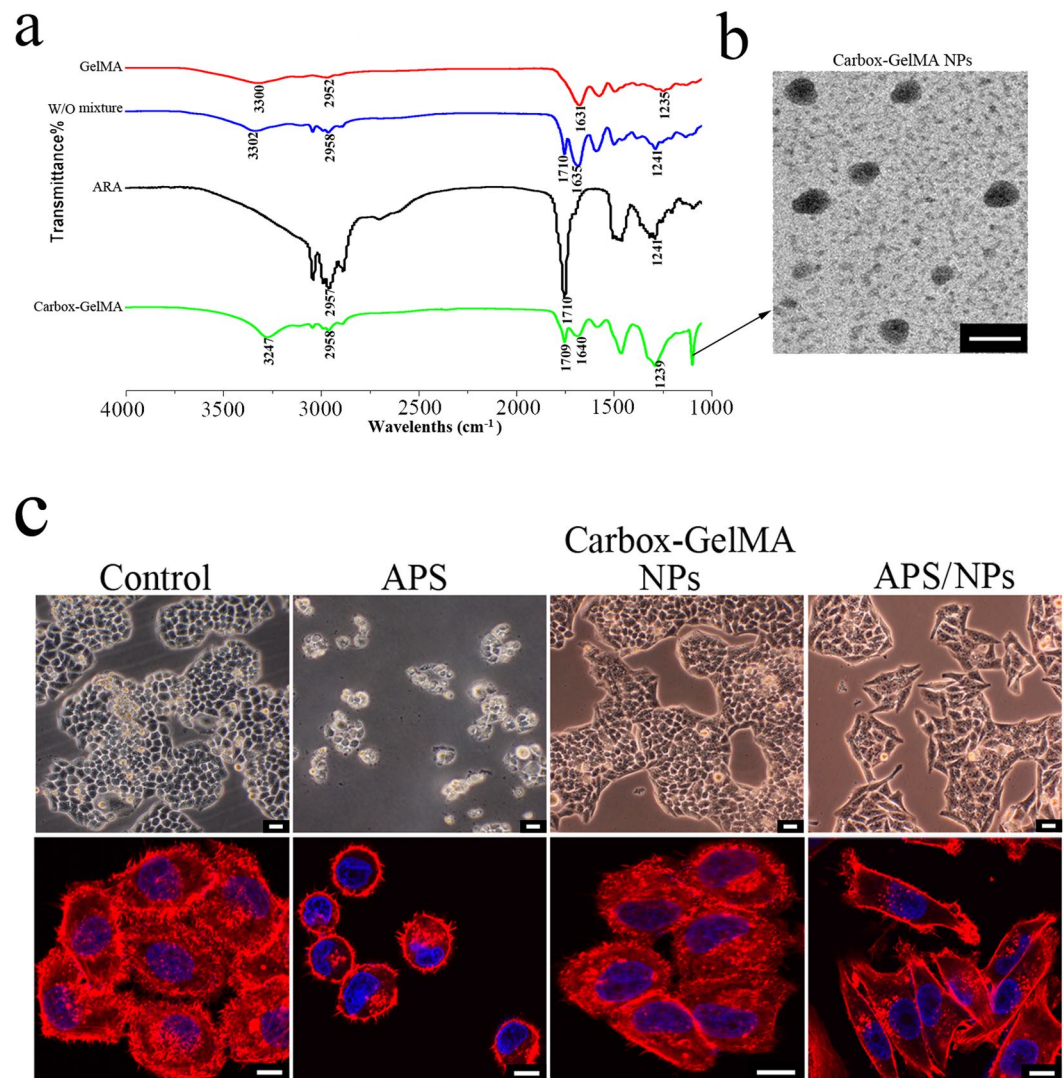 a
GelMA
3300
2952
1631
1235
W/O mixture
3302
2958
1710
1635
1241
ARA
2957
1710
1241
Carbox-GelMA
3247
2958
1709
1640
1239
Transmittance%
4000 3500 3000 2500 2000 1500 1000
Wavelenths (cm⁻¹)
b
Carbox-GelMA NPs
c
Control
APS
Carbox-GelMA
NPs
APS/NPs